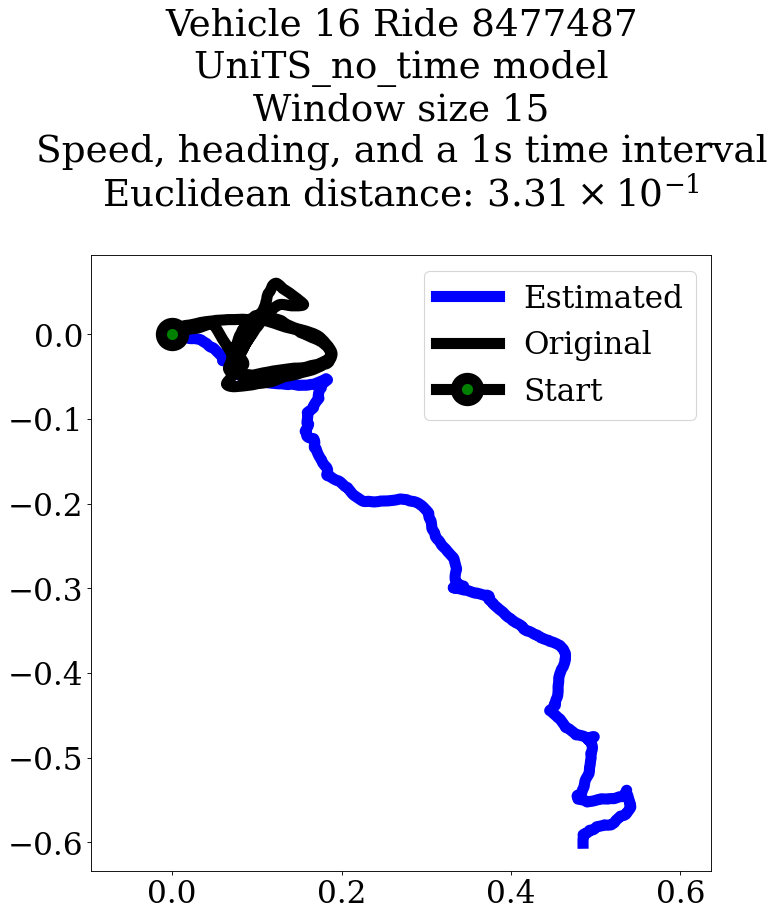 Vehicle 16 Ride 8477487
UniTS_no_time model
Window size 15
Speed, heading, and a 1s time interval
Euclidean distance: 3.31 × 10⁻¹
Estimated
Original
Start
0.0
−0.1
−0.2
−0.3
−0.4
−0.5
−0.6
0.0 0.2 0.4 0.6